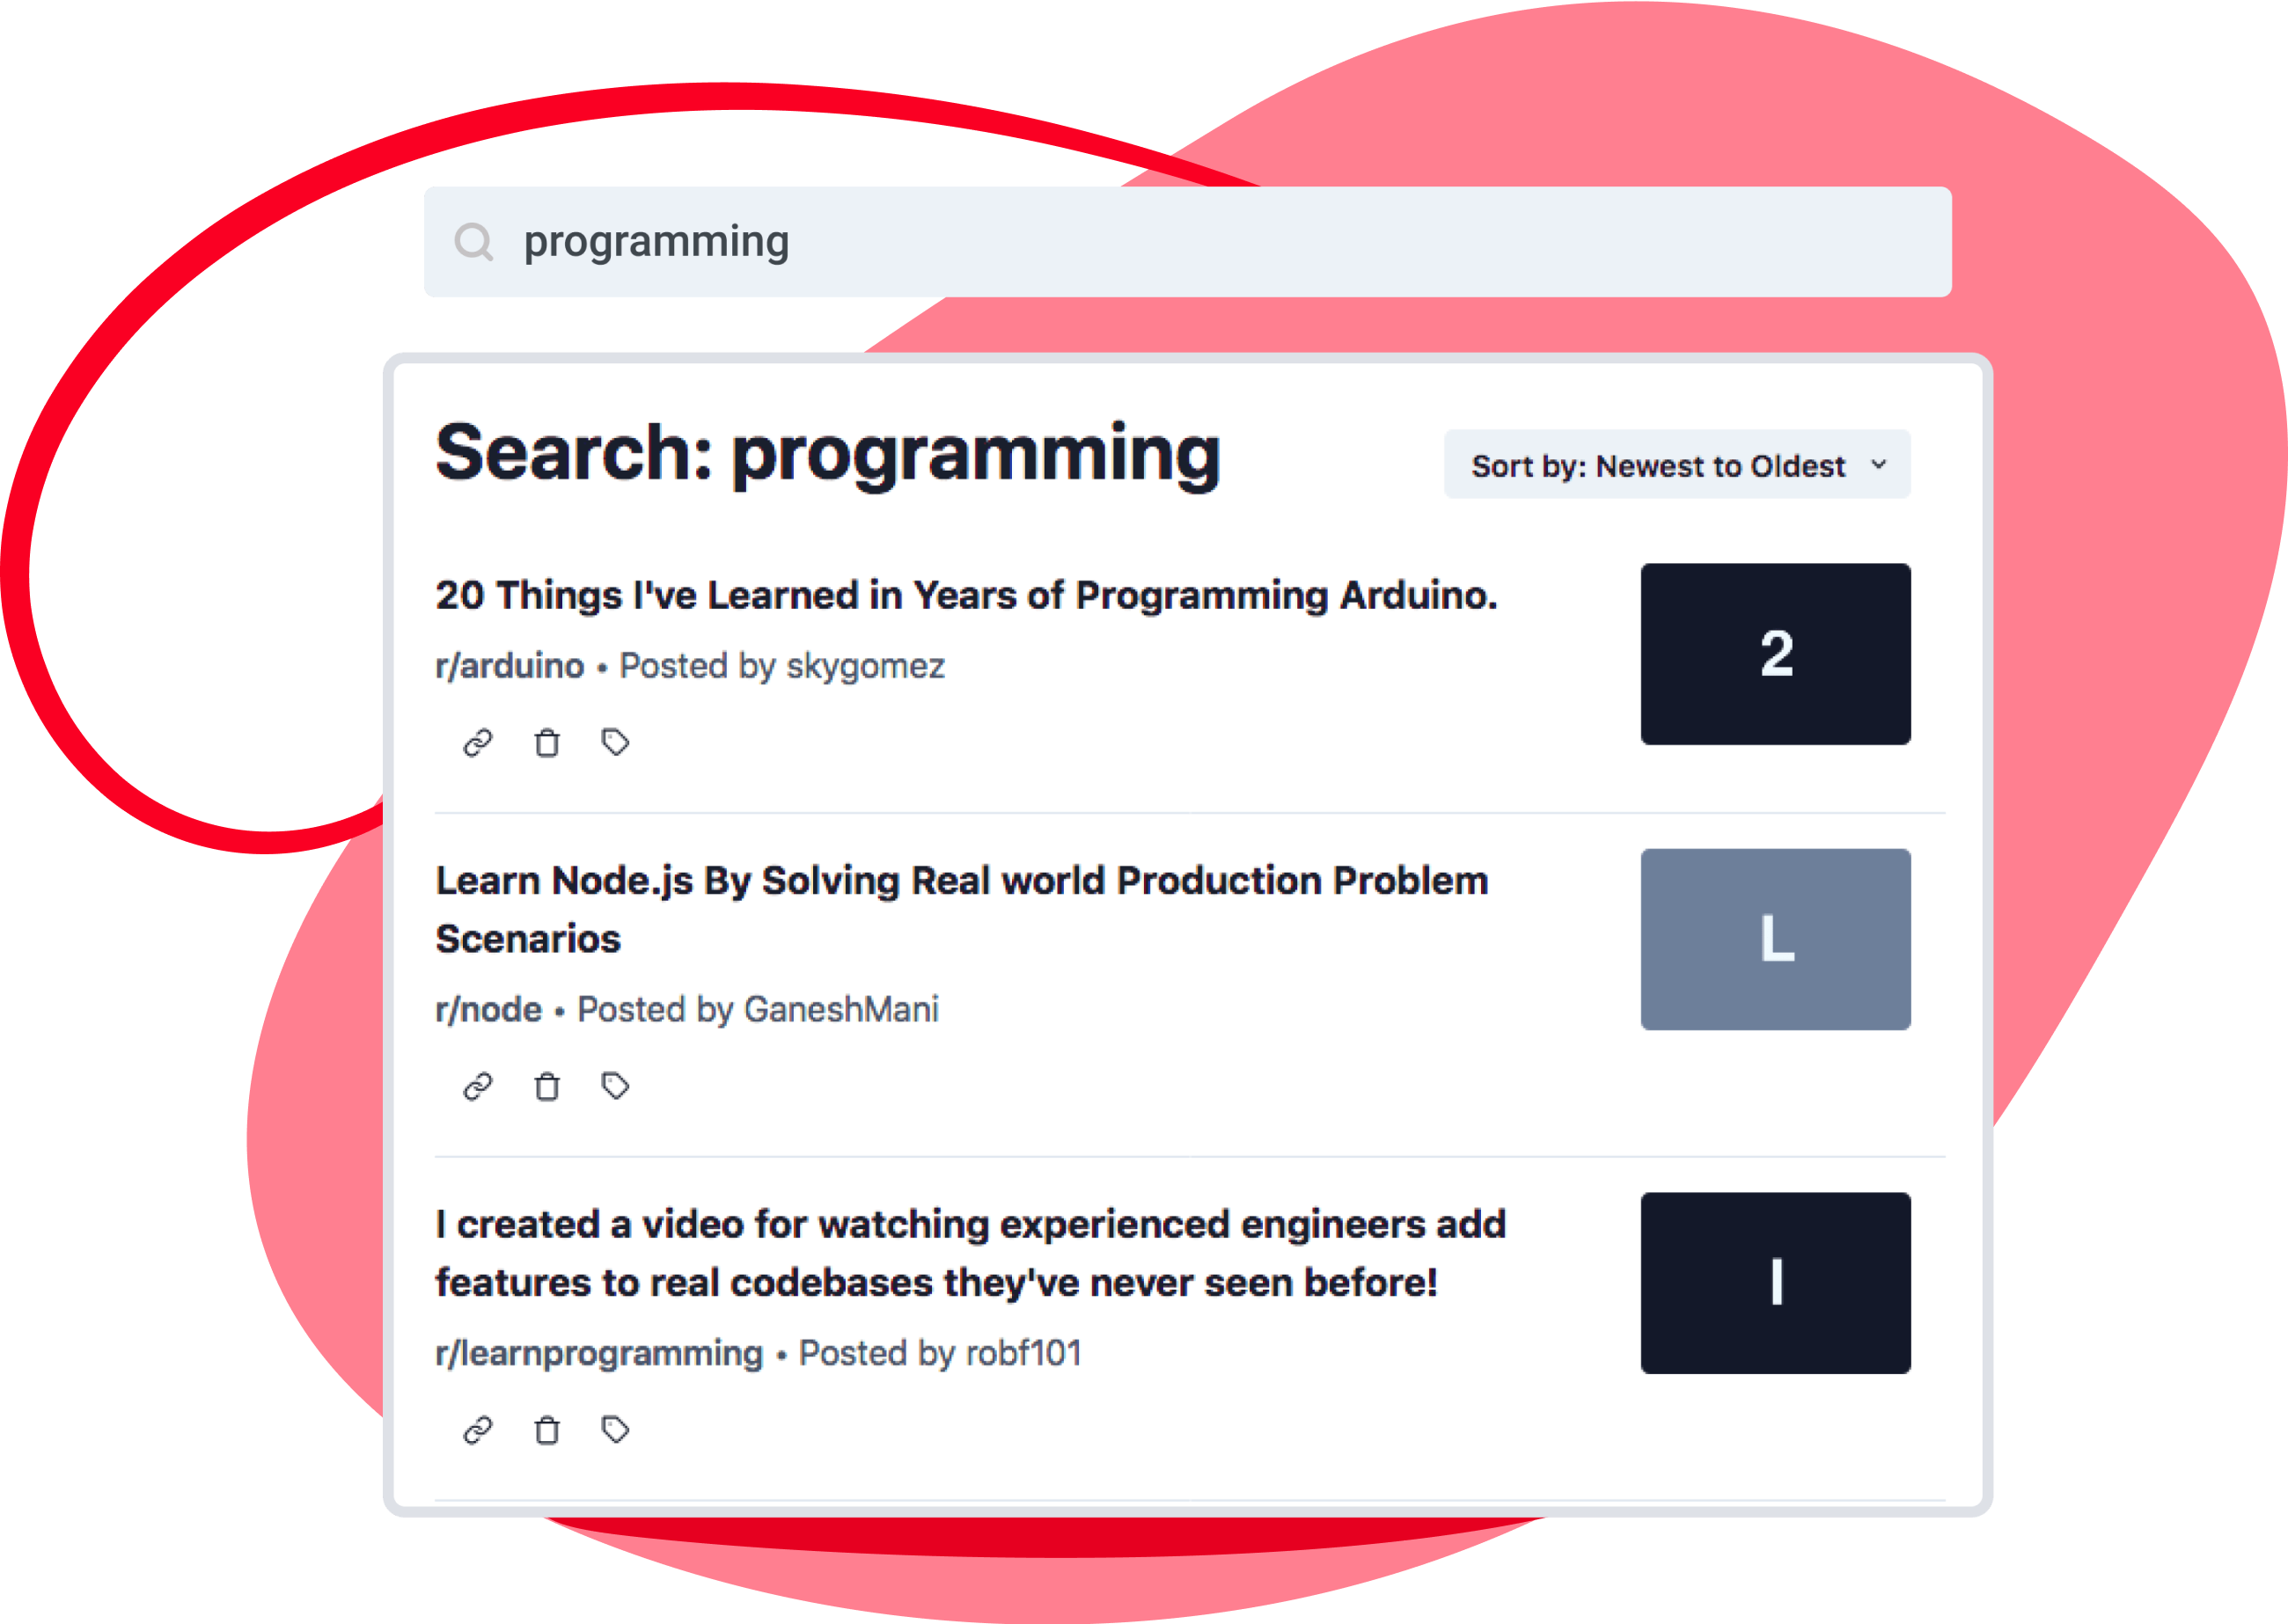 programming
Search: programming
Sort by: Newest to Oldest
20 Things I've Learned in Years of Programming Arduino.
2
r/arduino • Posted by skygomez
Learn Node.js By Solving Real world Production Problem
Scenarios
L
r/node • Posted by GaneshMani
I created a video for watching experienced engineers add
features to real codebases they've never seen before!
I
r/learnprogramming • Posted by robf101